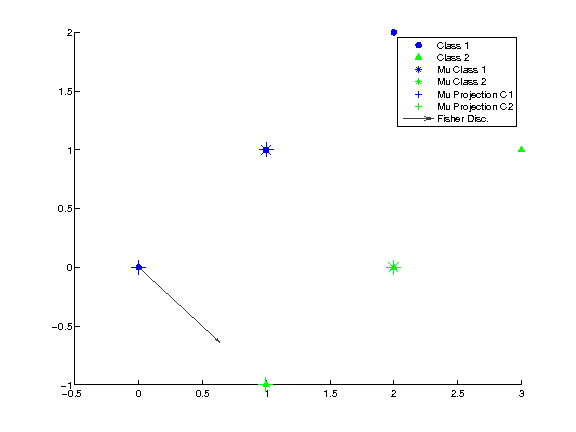 2
Class 1
Class 2
Mu Class 1
Mu Class 2
Mu Projection C1
Mu Projection C2
Fisher Disc.
1.5
1
0.5
0
-0.5
-1
-0.5 0 0.5 1 1.5 2 2.5 3